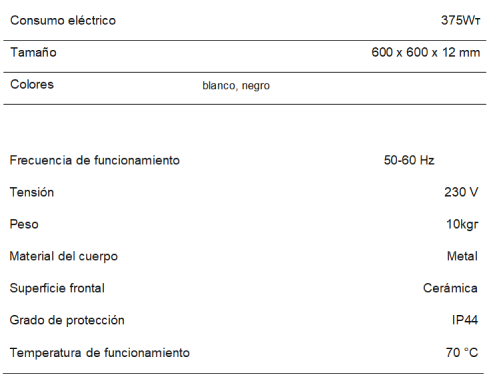 Consumo eléctrico 375Wт
Tamaño 600 x 600 x 12 mm
Colores blanco, negro
Frecuencia de funcionamiento 50-60 Hz
Tensión 230 V
Peso 10kgr
Material del cuerpo Metal
Superficie frontal Cerámica
Grado de protección IP44
Temperatura de funcionamiento 70 °C